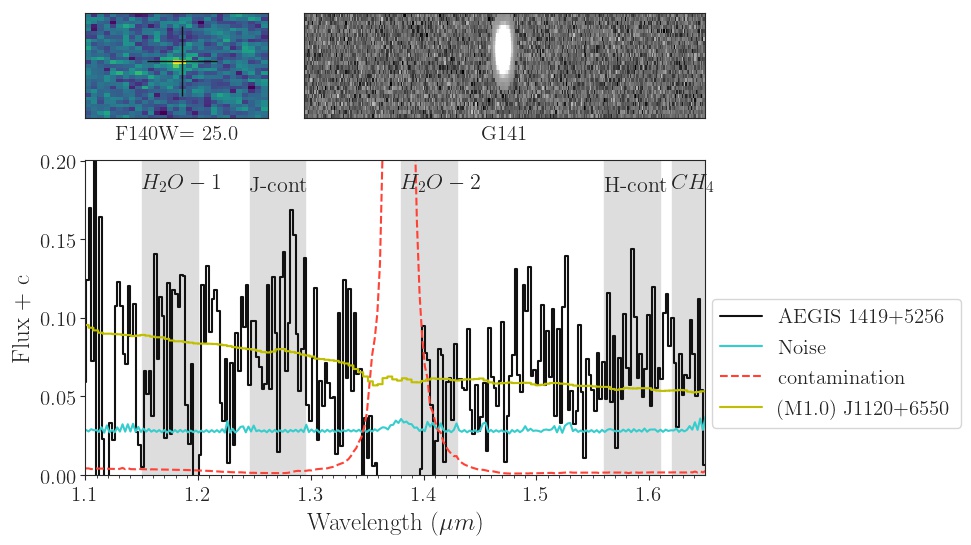 F140W= 25.0
G141
H₂O − 1
J-cont
H₂O − 2
H-cont
CH₄
0.20
0.15
0.10
0.05
0.00
Flux + c
1.1
1.2
1.3
1.4
1.5
1.6
Wavelength (μm)
AEGIS 1419+5256
Noise
contamination
(M1.0) J1120+6550